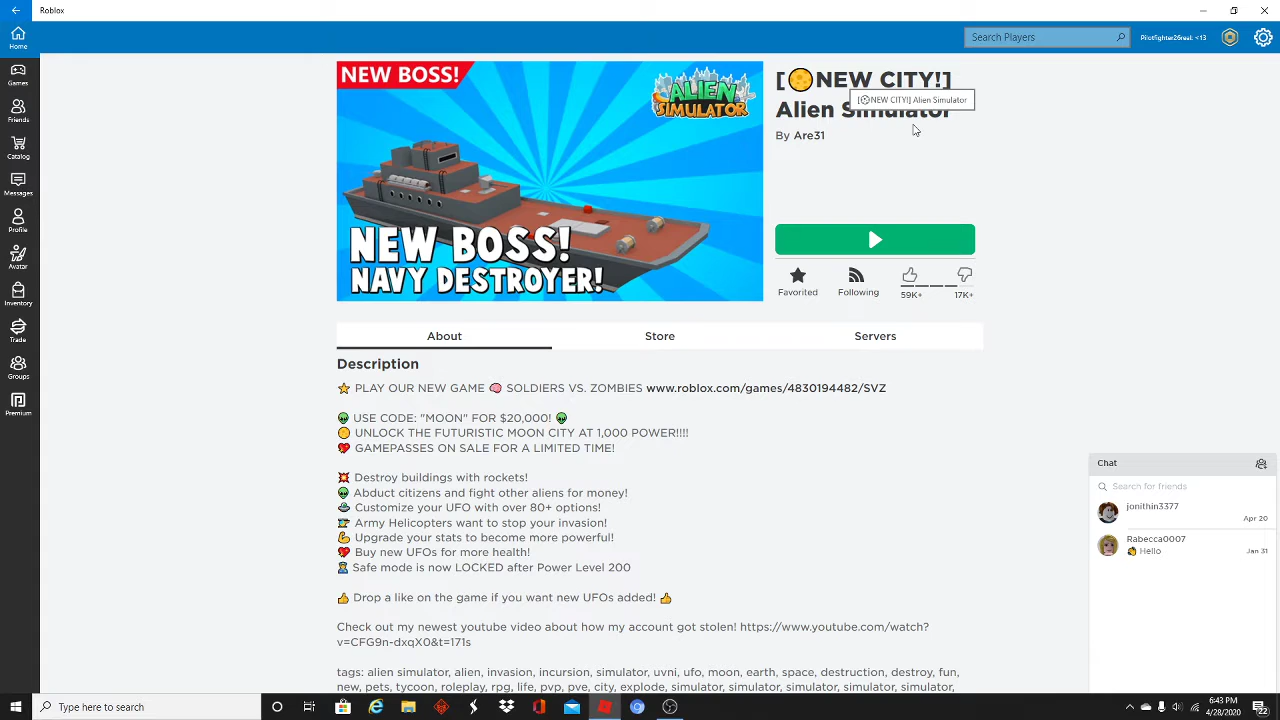 Roblox
Home
Search Players
Pilotfighter26real: <13
Games
Friends
Catalog
Messages
Profile
Avatar
Inventory
Trade
Groups
Premium
NEW BOSS!
ALIEN
SIMULATOR
NEW BOSS!
NAVY DESTROYER!
[🌕NEW CITY!]
Alien Simulator
[🌕NEW CITY!] Alien Simulator
By Are31
Favorited
Following
59K+
17K+
About
Store
Servers
Description
⭐ PLAY OUR NEW GAME 🧠 SOLDIERS VS. ZOMBIES www.roblox.com/games/4830194482/SVZ
👽 USE CODE: "MOON" FOR $20,000! 👽
🌕 UNLOCK THE FUTURISTIC MOON CITY AT 1,000 POWER!!!!
💖 GAMEPASSES ON SALE FOR A LIMITED TIME!
💥 Destroy buildings with rockets!
👽 Abduct citizens and fight other aliens for money!
🛸 Customize your UFO with over 80+ options!
🚁 Army Helicopters want to stop your invasion!
💪 Upgrade your stats to become more powerful!
💖 Buy new UFOs for more health!
👮 Safe mode is now LOCKED after Power Level 200
👍 Drop a like on the game if you want new UFOs added! 👍
Check out my newest youtube video about how my account got stolen! https://www.youtube.com/watch?
v=CFG9n-dxqX0&t=171s
tags: alien simulator, alien, invasion, incursion, simulator, uvni, ufo, moon, earth, space, destruction, destroy, fun,
new, pets, tycoon, roleplay, rpg, life, pvp, pve, city, explode, simulator, simulator, simulator, simulator,
Chat
Search for friends
jonithin3377
Apr 20
Rabecca0007
👋 Hello
Jan 31
Type here to search
6:43 PM
4/28/2020
22